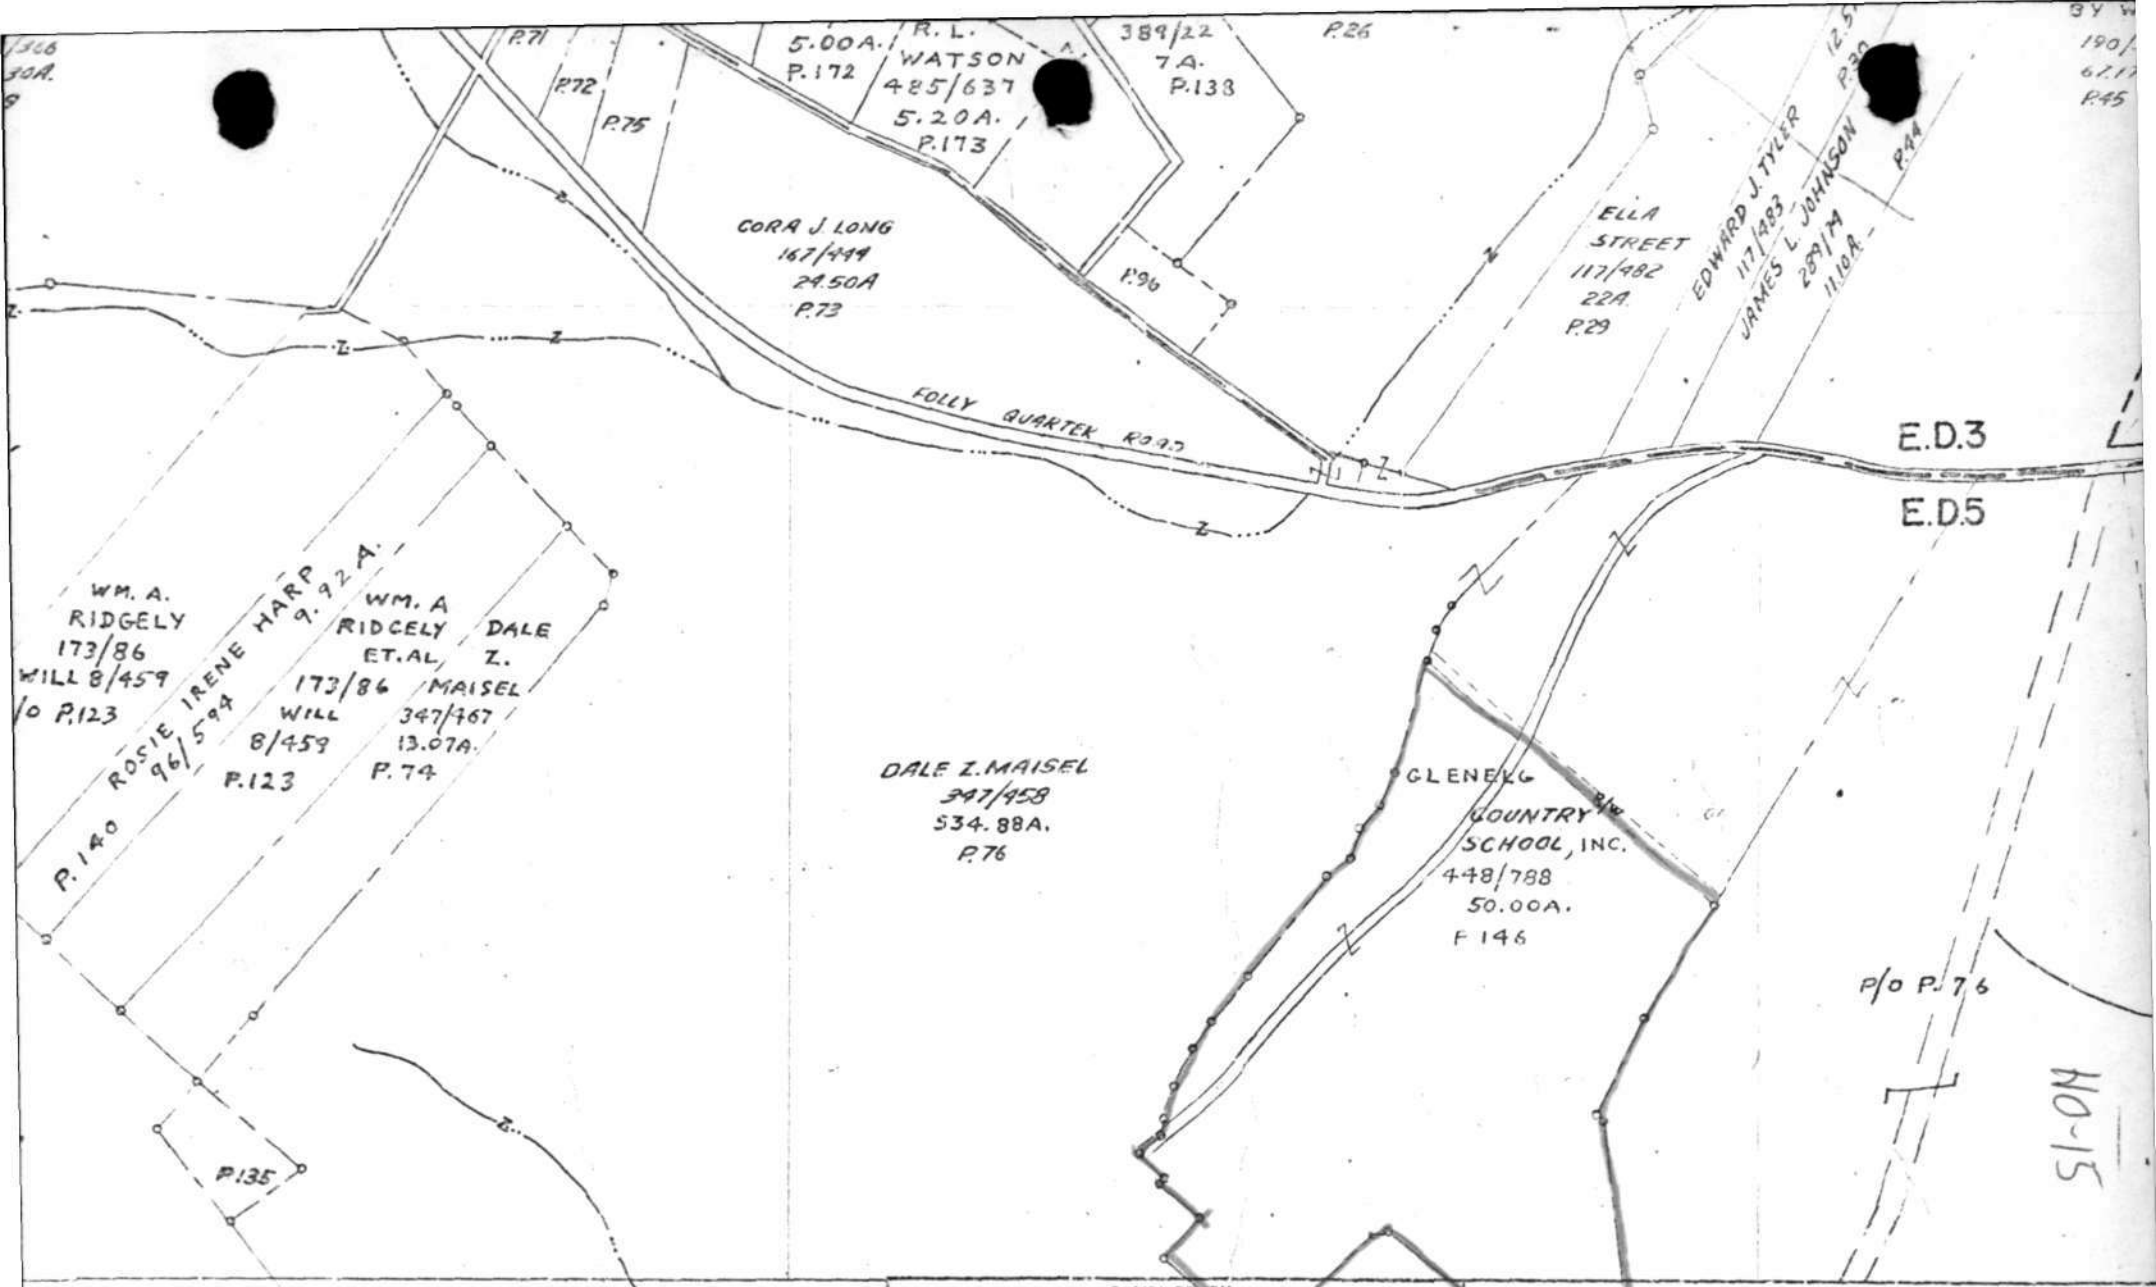 P.71
P.72
P.75
5.00A.
P.172
R. L.
WATSON
485/637
5.20A.
P.173
389/22
7A.
P.138
P.26
P.45
P.44
EDWARD J. TYLER
117/483
JAMES L. JOHNSON
289/79
11.10A.
ELLA
STREET
117/482
22A.
P.29
P.96
CORA J. LONG
167/444
24.50A
P.73
FOLLY QUARTER ROAD
E.D.3
E.D.5
WM. A.
RIDGELY
173/86
WILL 8/459
P.123
ROSIE IRENE HARP
96/594
9.92 A.
P.140
WM. A
RIDGELY
ET.AL
173/86
WILL
8/459
P.123
DALE
Z.
MAISEL
347/467
13.07A.
P.74
DALE Z. MAISEL
347/458
534.88A.
P.76
GLENELG
COUNTRY
SCHOOL, INC.
448/788
50.00A.
P 146
R/W
P/O P.76
P.135
HO-15